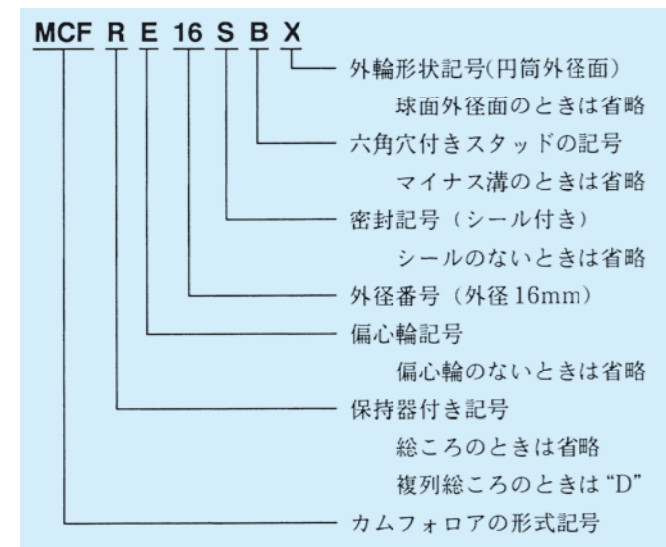 MCF R E 16 S B X
外輪形状記号(円筒外径面)
球面外径面のときは省略
六角穴付きスタッドの記号
マイナス溝のときは省略
密封記号（シール付き）
シールのないときは省略
外径番号（外径16mm）
偏心輪記号
偏心輪のないときは省略
保持器付き記号
総ころのときは省略
複列総ころのときは“D”
カムフォロアの形式記号